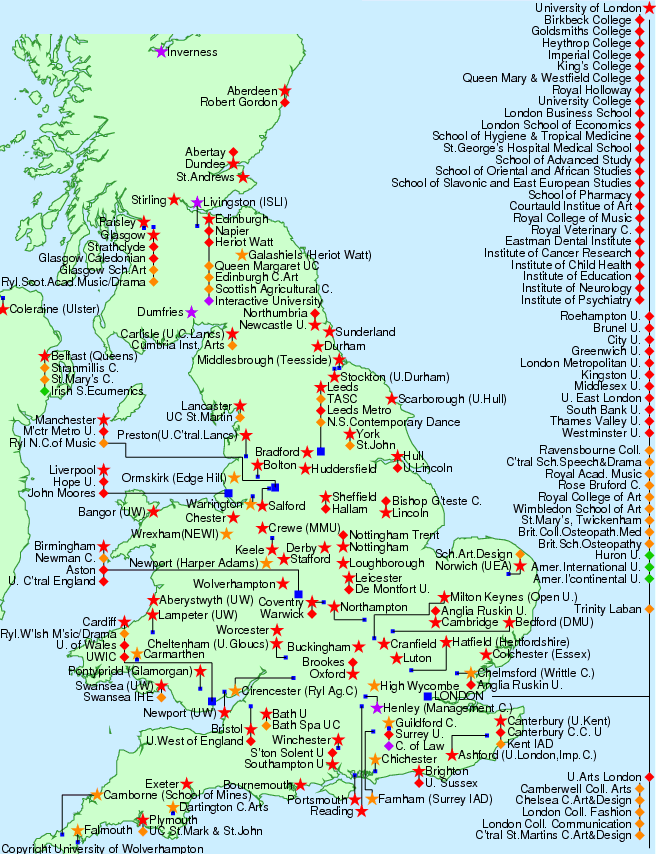 University of London
Birkbeck College
Goldsmiths College
Heythrop College
Imperial College
King's College
Queen Mary & Westfield College
Royal Holloway
University College
London Business School
London School of Economics
School of Hygiene & Tropical Medicine
St.George's Hospital Medical School
School of Advanced Study
School of Oriental and African Studies
School of Slavonic and East European Studies
School of Pharmacy
Courtauld Institue of Art
Royal College of Music
Royal Veterinary C.
Eastman Dental Institute
Institute of Cancer Research
Institute of Child Health
Institute of Education
Institute of Neurology
Institute of Psychiatry
Roehampton U.
Brunel U.
City U.
Greenwich U.
London Metropolitan U.
Kingston U.
Middlesex U.
U. East London
South Bank U.
Thames Valley U.
Westminster U.
Ravensbourne Coll.
C'tral Sch.Speech&Drama
Royal Acad. Music
Rose Bruford C.
Royal College of Art
Wimbledon School of Art
St.Mary's, Twickenham
Brit.Coll.Osteopath.Med
Brit.Sch.Osteopathy
Huron U.
Amer.International U.
Amer.I'continental U.
Trinity Laban
U.Arts London
Camberwell Coll. Arts
Chelsea C.Art&Design
London Coll. Fashion
London Coll. Communication
C'tral St.Martins C.Art&Design
Inverness
Aberdeen
Robert Gordon
Abertay
Dundee
St.Andrews
Stirling
Livingston (ISLI)
Paisley
Glasgow
Strathclyde
Glasgow Caledonian
Glasgow Sch.Art
Ryl.Scot.Acad.Music/Drama
Edinburgh
Napier
Heriot Watt
Galashiels (Heriot Watt)
Queen Margaret UC
Edinburgh C.Art
Scottish Agricultural C.
Interactive University
Coleraine (Ulster)
Dumfries
Northumbria
Newcastle U.
Sunderland
Carlisle (U.C.Lancs)
Cumbria Inst. Arts
Durham
Middlesbrough (Teesside)
Belfast (Queens)
Stranmillis C.
St.Mary's C.
Irish S.Ecumenics
Stockton (U.Durham)
Leeds
TASC
Leeds Metro
N.S.Contemporary Dance
Scarborough (U.Hull)
Lancaster
UC St.Martin
Manchester
M'ctr Metro U.
Ryl N.C.of Music
Preston(U.C'tral.Lancs)
York
St.John
Bradford
Bolton
Huddersfield
Hull
U.Lincoln
Liverpool
Hope U.
John Moores
Ormskirk (Edge Hill)
Warrington
Salford
Sheffield
Hallam
Bishop G'teste C.
Lincoln
Bangor (UW)
Chester
Wrexham(NEWI)
Crewe (MMU)
Nottingham Trent
Nottingham
Keele
Derby
Birmingham
Newman C.
Aston
U. C'tral England
Newport (Harper Adams)
Stafford
Loughborough
Sch.Art.Design
Norwich (UEA)
Wolverhampton
Leicester
De Montfort U.
Aberystwyth (UW)
Lampeter (UW)
Coventry
Warwick
Northampton
Milton Keynes (Open U.)
Anglia Ruskin U.
Cambridge
Bedford (DMU)
Cardiff
Ryl.W'lsh M'sic/Drama
U. of Wales
UWIC
Worcester
Cheltenham (U.Gloucs)
Buckingham
Cranfield
Hatfield (Hertfordshire)
Carmarthen
Brookes
Oxford
Luton
Colchester (Essex)
Pontypridd (Glamorgan)
Swansea (UW)
Swansea IHE
Cirencester (Ryl Ag.C)
High Wycombe
Chelmsford (Writtle C.)
Anglia Ruskin U.
LONDON
Newport (UW)
Bath U
Bath Spa UC
Henley (Management C.)
Bristol
U.West of England
Guildford C.
Surrey U.
C. of Law
Canterbury (U.Kent)
Canterbury C.C. U
Kent IAD
Winchester
S'ton Solent U
Southampton U
Chichester
Ashford (U.London,Imp.C.)
Exeter
Bournemouth
Brighton
U. Sussex
Camborne (School of Mines)
Dartington C.Arts
Portsmouth
Reading
Farnham (Surrey IAD)
Plymouth
Falmouth
UC St.Mark & St.John
Copyright University of Wolverhampton